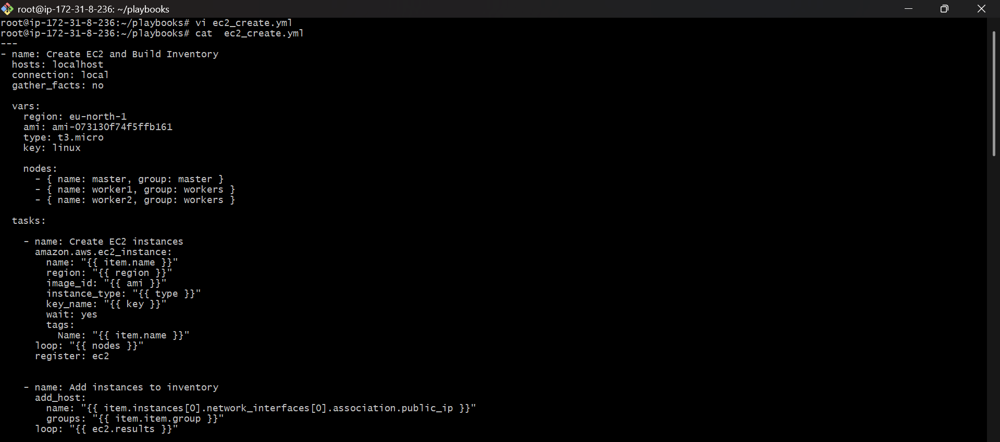 root@ip-172-31-8-236: ~/playbooks
root@ip-172-31-8-236:~/playbooks# vi ec2_create.yml
root@ip-172-31-8-236:~/playbooks# cat  ec2_create.yml
---
- name: Create EC2 and Build Inventory
  hosts: localhost
  connection: local
  gather_facts: no

  vars:
    region: eu-north-1
    ami: ami-073130f74f5ffb161
    type: t3.micro
    key: linux

    nodes:
      - { name: master, group: master }
      - { name: worker1, group: workers }
      - { name: worker2, group: workers }

  tasks:

    - name: Create EC2 instances
      amazon.aws.ec2_instance:
        name: "{{ item.name }}"
        region: "{{ region }}"
        image_id: "{{ ami }}"
        instance_type: "{{ type }}"
        key_name: "{{ key }}"
        wait: yes
        tags:
          Name: "{{ item.name }}"
      loop: "{{ nodes }}"
      register: ec2


    - name: Add instances to inventory
      add_host:
        name: "{{ item.instances[0].network_interfaces[0].association.public_ip }}"
        groups: "{{ item.item.group }}"
      loop: "{{ ec2.results }}"